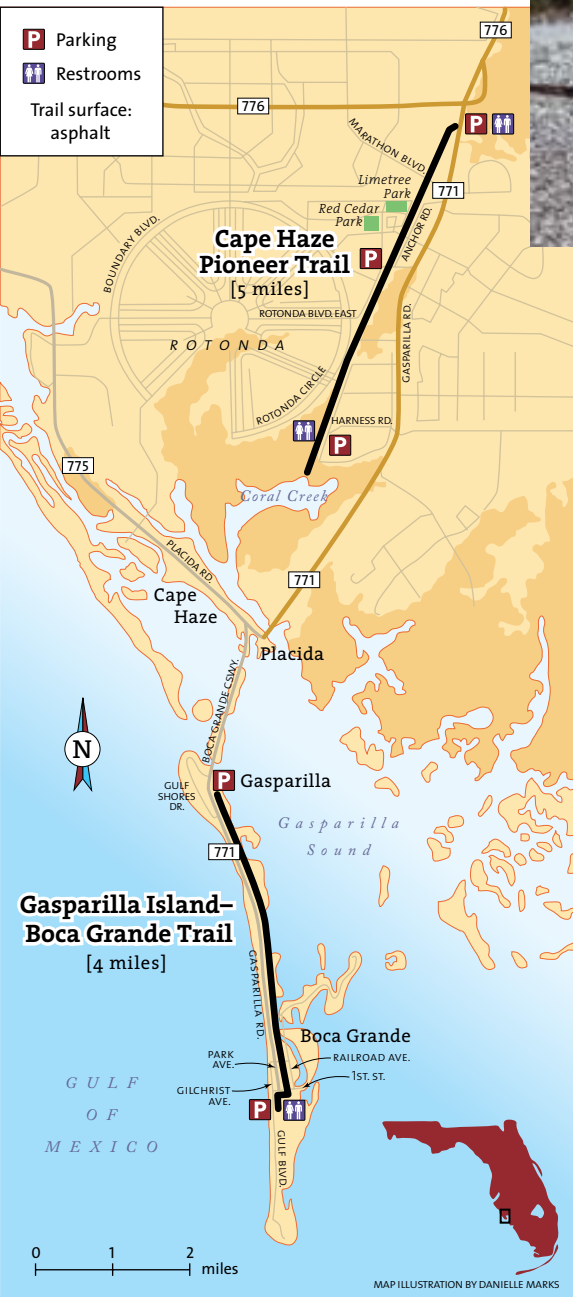 P Parking
Restrooms
Trail surface:
asphalt
776
776
MARATHON BLVD.
P
Limetree
Park
771
Red Cedar
Park
ANCHOR RD.
BOUNDARY BLVD.
Cape Haze
Pioneer Trail
[5 miles]
P
ROTONDA BLVD. EAST
ROTONDA
GASPARILLA RD.
ROTONDA CIRCLE
HARNESS RD.
P
775
Coral Creek
PLACIDA RD.
771
Cape
Haze
Placida
BOCA GRANDE CSWY.
N
P Gasparilla
GULF
SHORES
DR.
Gasparilla
Sound
771
Gasparilla Island–
Boca Grande Trail
[4 miles]
GASPARILLA RD.
Boca Grande
PARK
AVE.
RAILROAD AVE.
1ST. ST.
GILCHRIST
AVE.
P
GULF
OF
MEXICO
GULF BLVD.
0 1 2
miles
MAP ILLUSTRATION BY DANIELLE MARKS